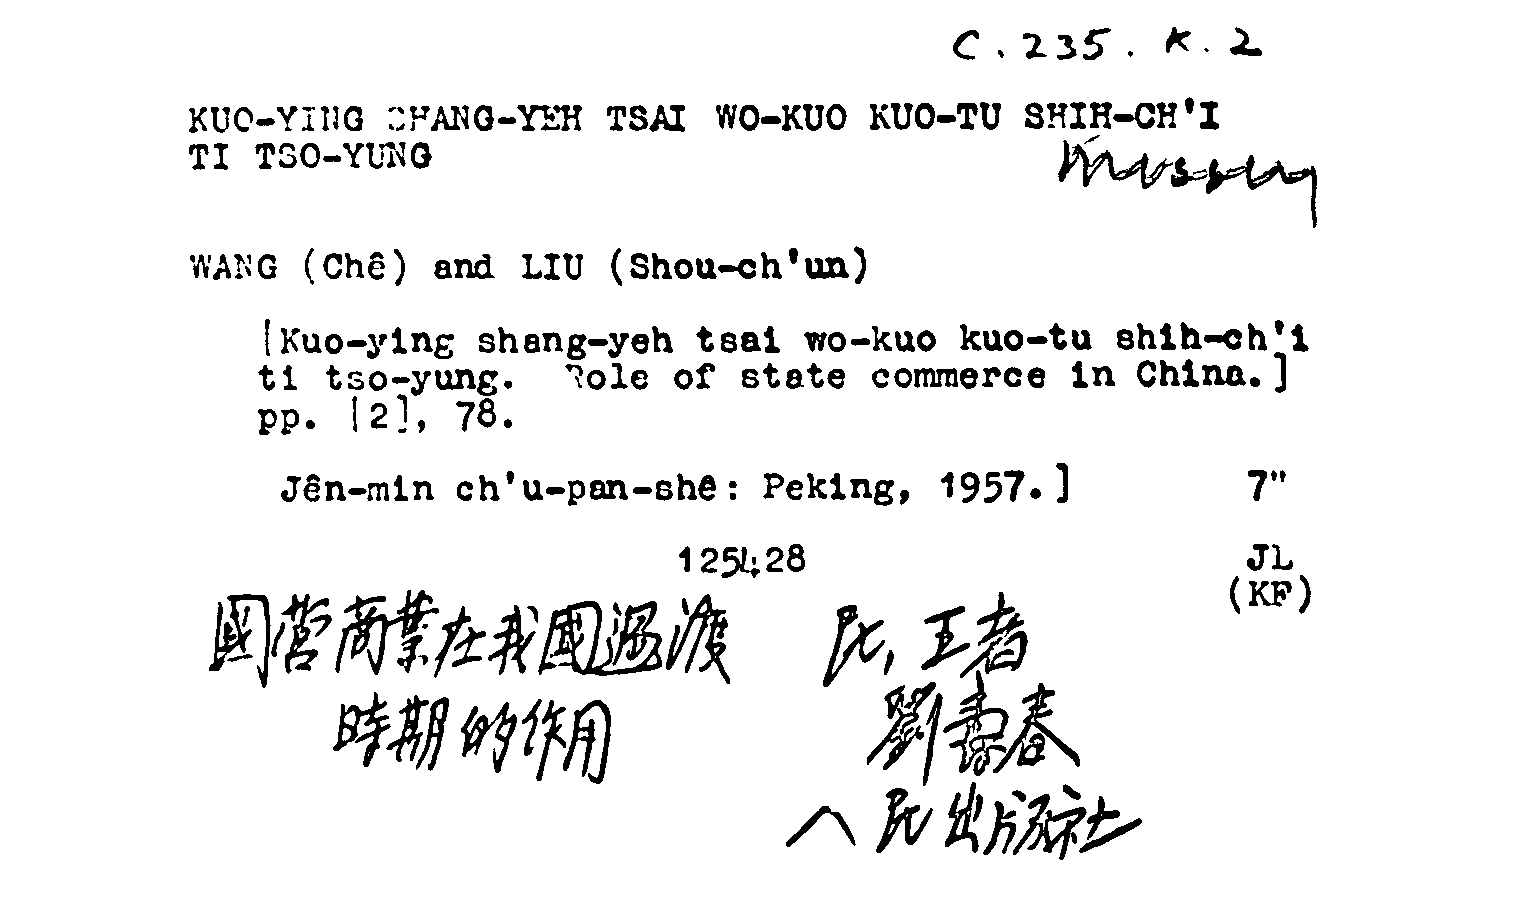 C.235.K.2
KUO-YING SHANG-YEH TSAI WO-KUO KUO-TU SHIH-CH'I
TI TSO-YUNG
WANG (Chê) and LIU (Shou-ch'un)
[Kuo-ying shang-yeh tsai wo-kuo kuo-tu shih-ch'i
ti tso-yung. Role of state commerce in China.]
pp. [2], 78.
Jên-min ch'u-pan-shê: Peking, 1957.] 7"
125428 JL
(KF)
國營商業在我國過渡
時期的作用
民, 王者
劉壽春
人民出版社